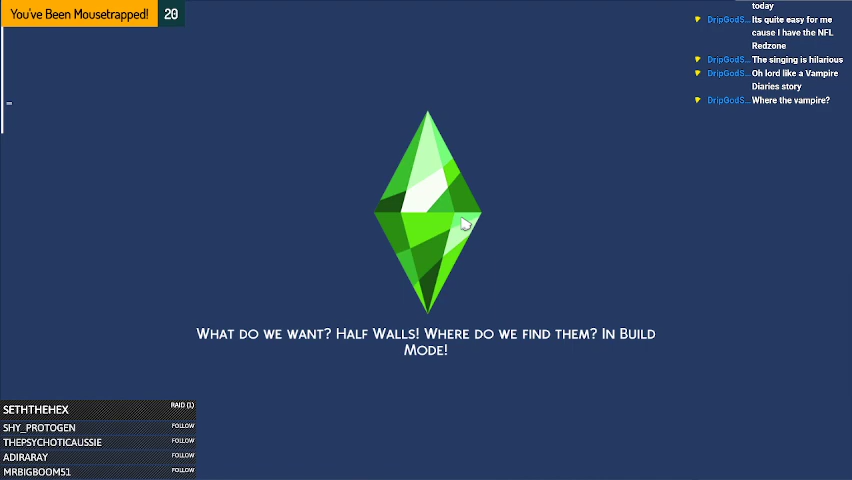 You've Been Mousetrapped! 20
today
DripGodS... Its quite easy for me
cause I have the NFL
Redzone
DripGodS... The singing is hilarious
DripGodS... Oh lord like a Vampire
Diaries story
DripGodS... Where the vampire?
What do we want? Half Walls! Where do we find them? In Build
Mode!
SETHTHEHEX RAID (1)
SHY_PROTOGEN FOLLOW
THEPSYCHOTICAUSSIE FOLLOW
ADIRARAY FOLLOW
MRBIGBOOM51 FOLLOW